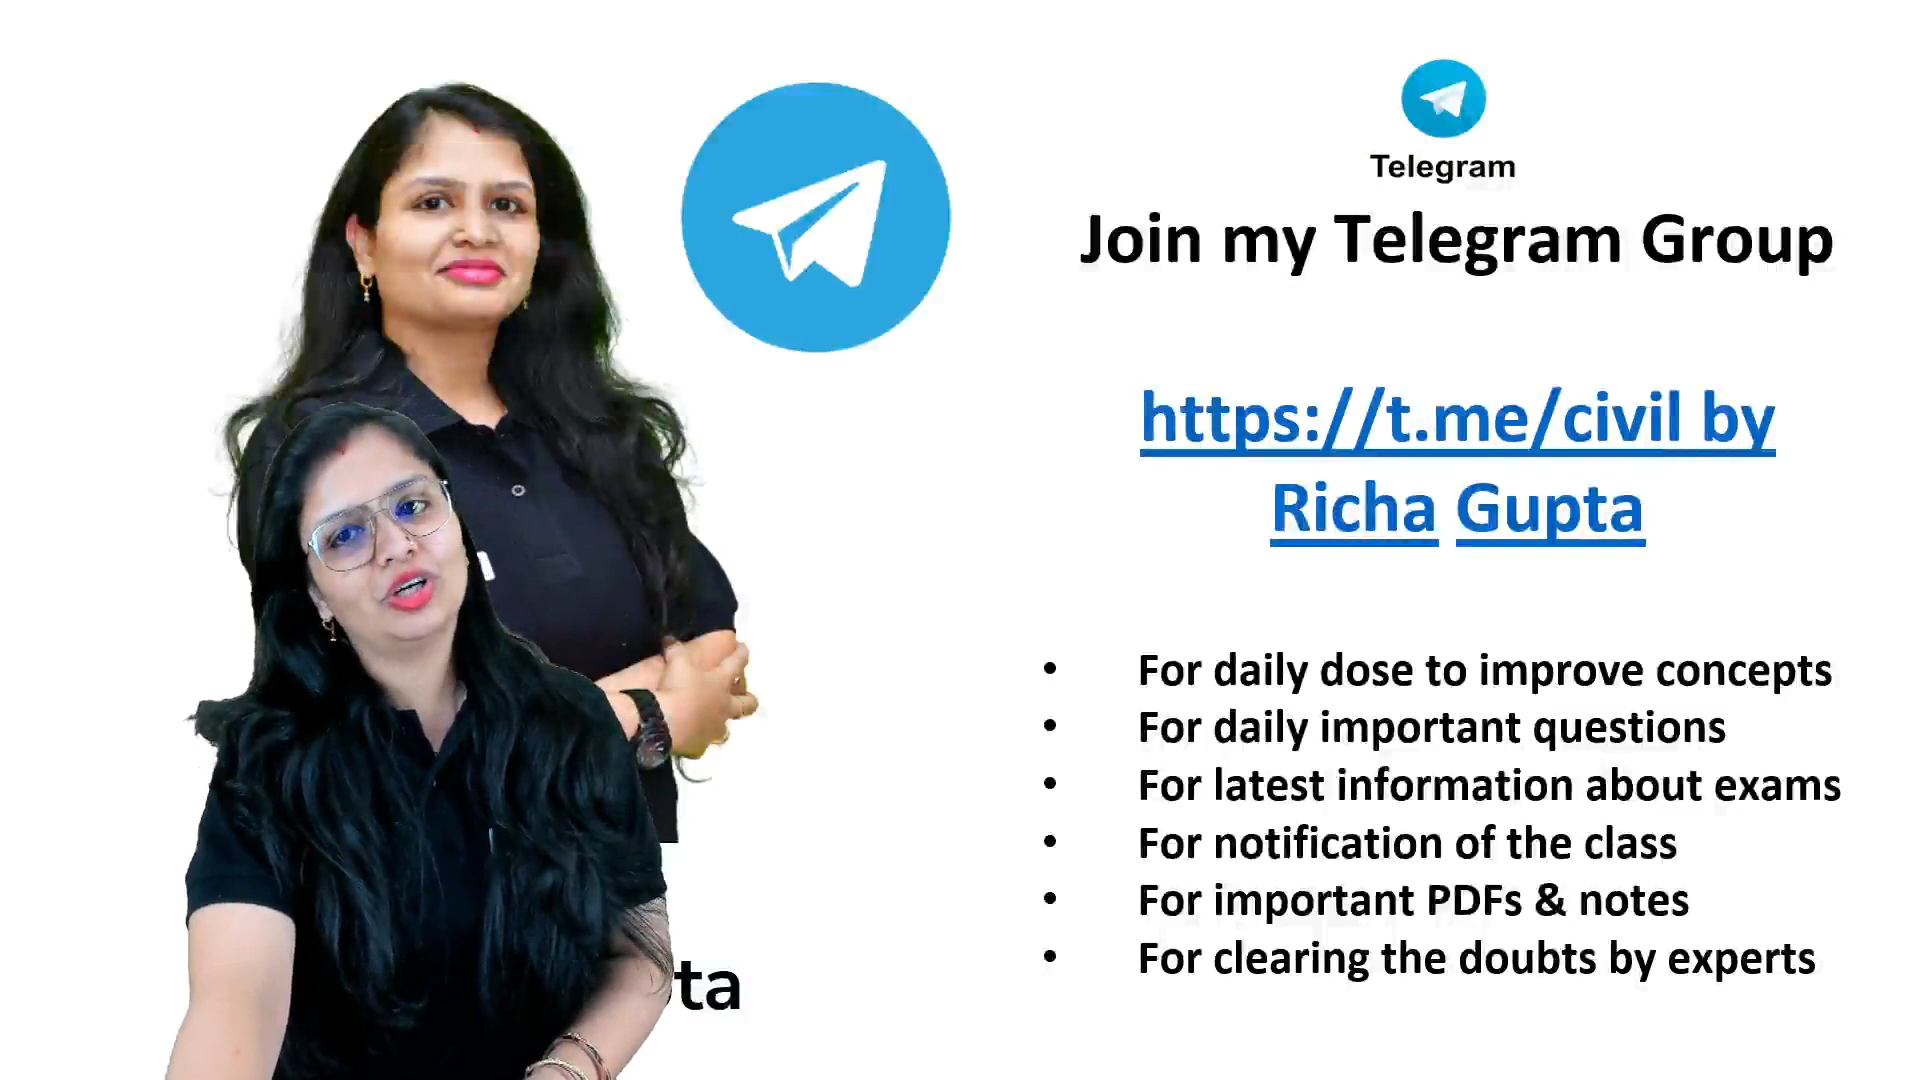 Telegram
Join my Telegram Group
https://t.me/civil by
Richa Gupta
• For daily dose to improve concepts
• For daily important questions
• For latest information about exams
• For notification of the class
• For important PDFs & notes
• For clearing the doubts by experts
ta